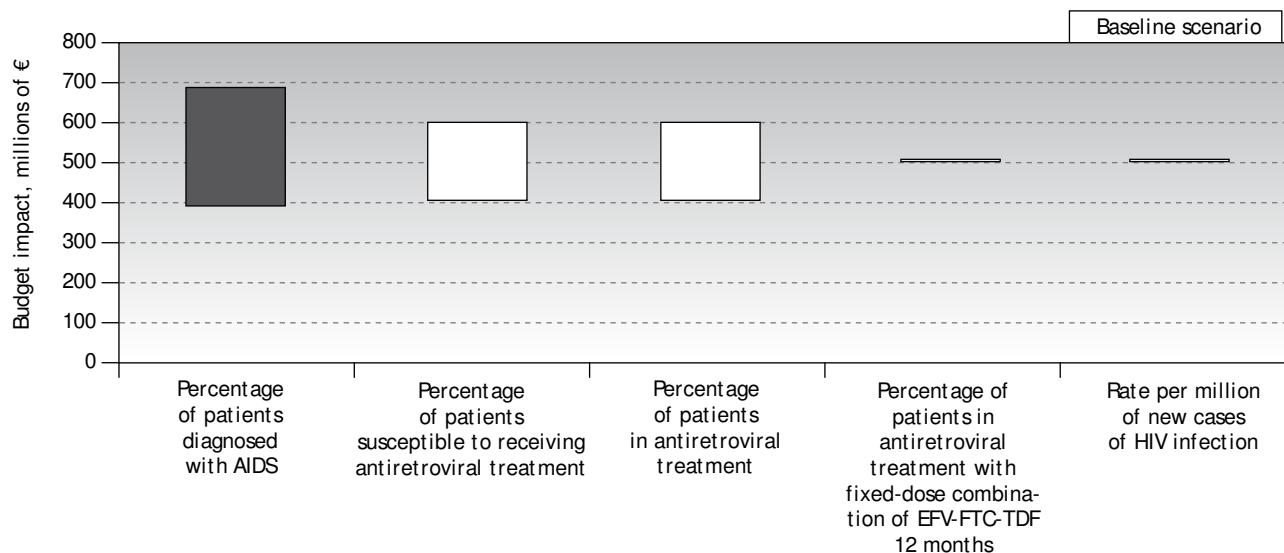 Baseline scenario
Budget impact, millions of €
800
700
600
500
400
300
200
100
0
Percentage
of patients
diagnosed
with AIDS
Percentage
of patients
susceptible to receiving
antiretroviral treatment
Percentage
of patients
in antiretroviral
treatment
Percentage of
patients in
antiretroviral
treatment with
fixed-dose combina-
tion of EFV-FTC-TDF
12 months
Rate per million
of new cases
of HIV infection